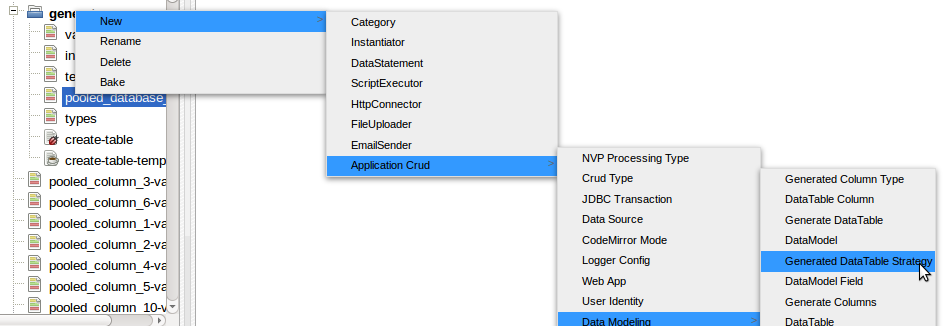 gene
va
in
te
pooled_database_
types
create-table
create-table-temp
pooled_column_3-va
pooled_column_6-va
pooled_column_1-va
pooled_column_2-va
pooled_column_4-va
pooled_column_5-va
pooled_column_10-v
New
Rename
Delete
Bake
Category
Instantiator
DataStatement
ScriptExecutor
HttpConnector
FileUploader
EmailSender
Application Crud
NVP Processing Type
Crud Type
JDBC Transaction
Data Source
CodeMirror Mode
Logger Config
Web App
User Identity
Data Modeling
Generated Column Type
DataTable Column
Generate DataTable
DataModel
Generated DataTable Strategy
DataModel Field
Generate Columns
DataTable